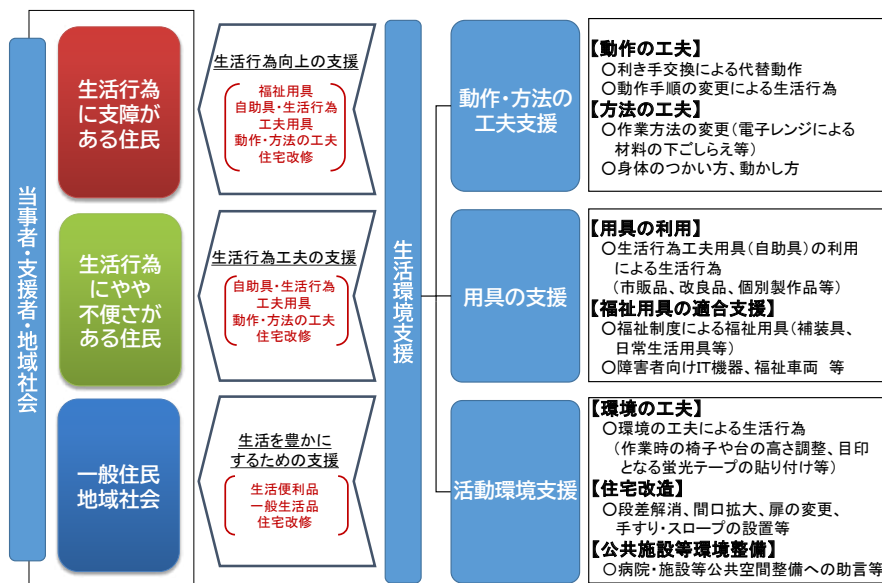 当事者・支援者・地域社会
生活行為
に支障が
ある住民
生活行為
にやや
不便さが
ある住民
一般住民
地域社会
生活行為向上の支援
福祉用具
自助具・生活行為
工夫用具
動作・方法の工夫
住宅改修
生活行為工夫の支援
自助具・生活行為
工夫用具
動作・方法の工夫
住宅改修
生活を豊かに
するための支援
生活便利品
一般生活品
住宅改修
生活環境支援
動作・方法の
工夫支援
【動作の工夫】
〇利き手交換による代替動作
〇動作手順の変更による生活行為
【方法の工夫】
〇作業方法の変更（電子レンジによる
材料の下ごしらえ等）
〇身体のつかい方、動かし方
用具の支援
【用具の利用】
〇生活行為工夫用具（自助具）の利用
による生活行為
（市販品、改良品、個別製作品等）
【福祉用具の適合支援】
〇福祉制度による福祉用具（補装具、
日常生活用具等）
〇障害者向けIT機器、福祉車両　等
活動環境支援
【環境の工夫】
〇環境の工夫による生活行為
（作業時の椅子や台の高さ調整、目印
となる蛍光テープの貼り付け等）
【住宅改造】
〇段差解消、間口拡大、扉の変更、
手すり・スロープの設置等
【公共施設等環境整備】
〇病院・施設等公共空間整備への助言等